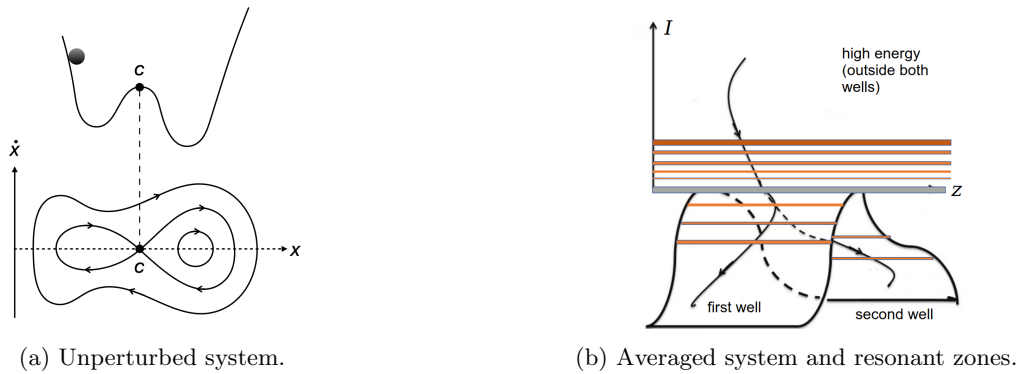 c
ẋ
x
c
(a) Unperturbed system.
I
high energy
(outside both
wells)
z
first well
second well
(b) Averaged system and resonant zones.